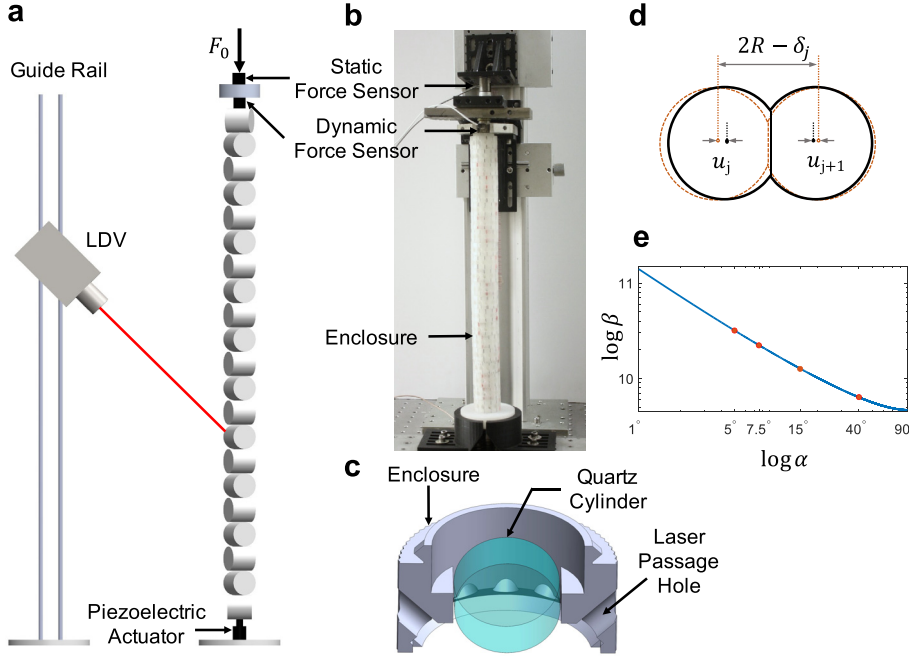 a
Guide Rail
F₀
Static
Force Sensor
Dynamic
Force Sensor
LDV
Piezoelectric
Actuator
b
Enclosure
c
Enclosure
Quartz
Cylinder
Laser
Passage
Hole
d
2R − δⱼ
uⱼ
uⱼ₊₁
e
log β
11
10
1° 5° 7.5° 15° 40° 90
log α